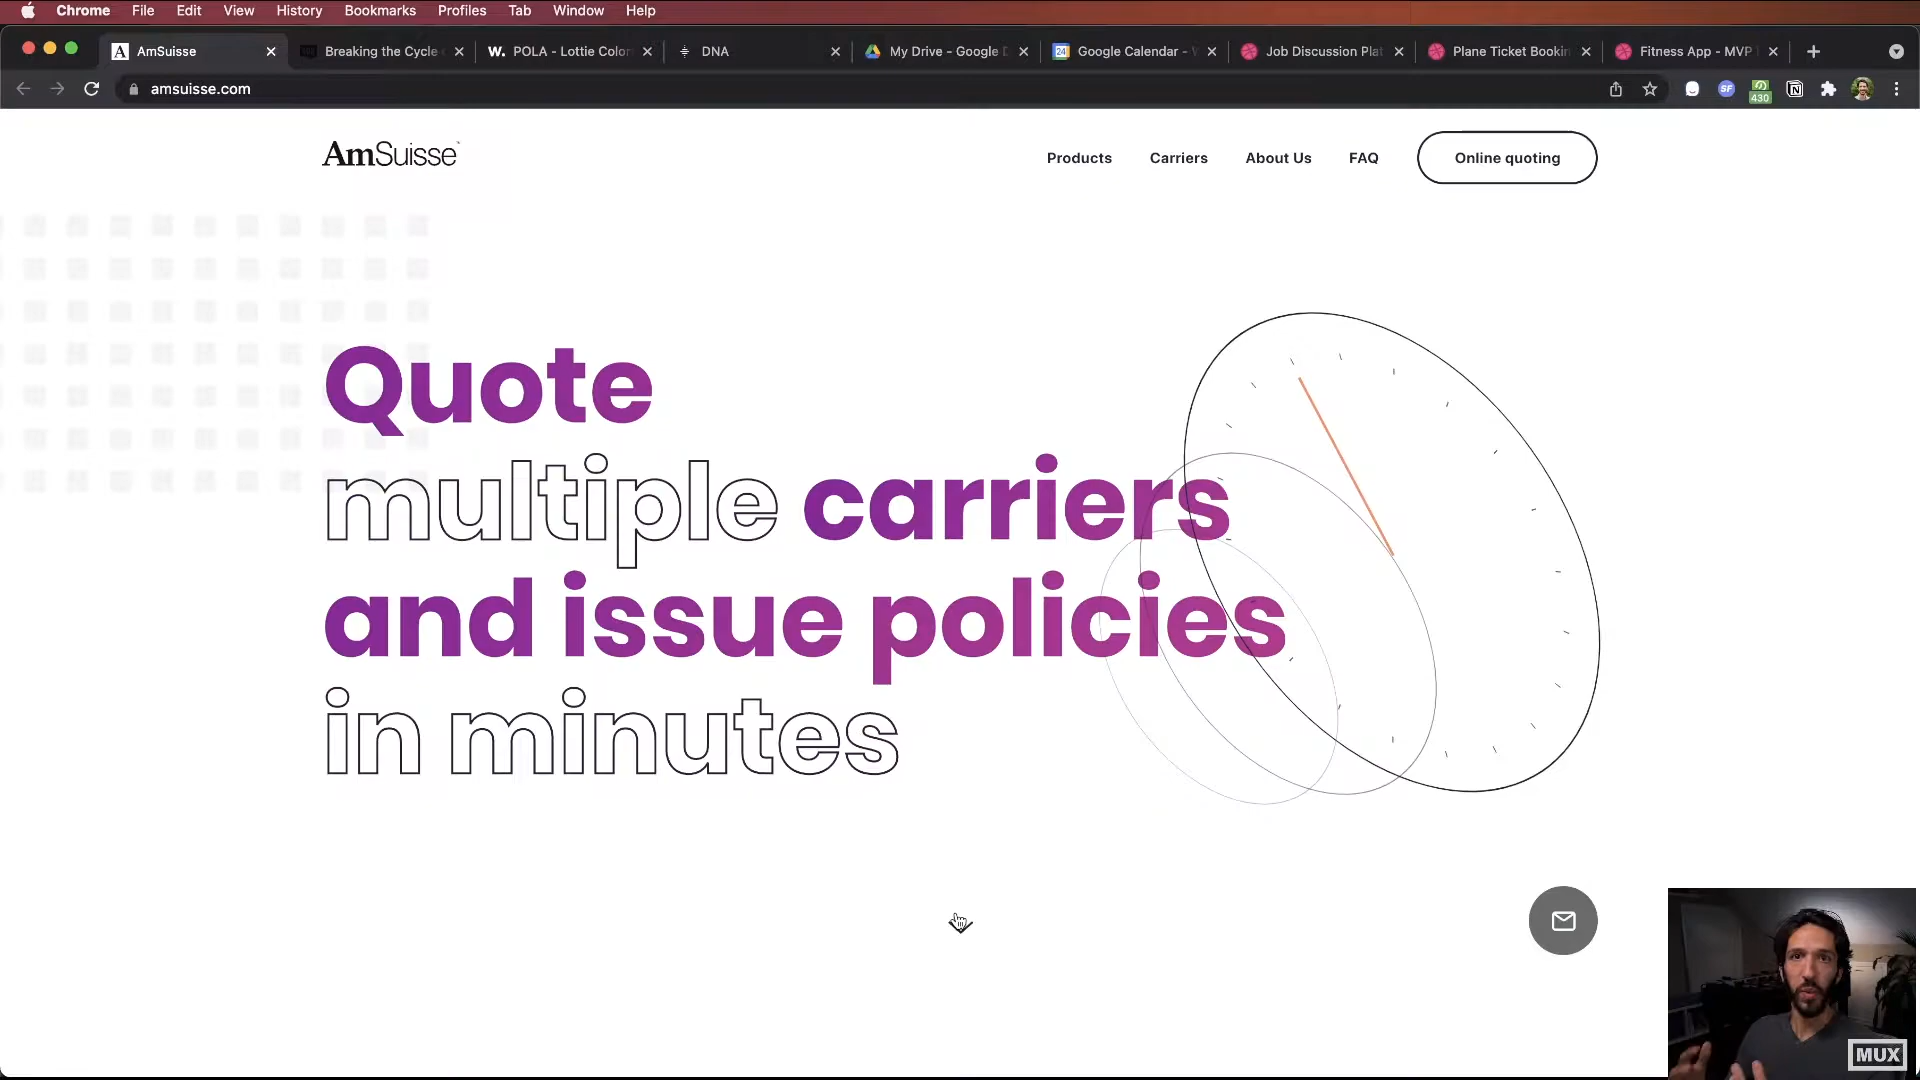 Chrome File Edit View History Bookmarks Profiles Tab Window Help
AmSuisse
Breaking the Cycle
POLA - Lottie Color
DNA
My Drive - Google D
Google Calendar - W
Job Discussion Plat
Plane Ticket Bookin
Fitness App - MVP
amsuisse.com
SF
430
AmSuisse
Products
Carriers
About Us
FAQ
Online quoting
Quote
multiple carriers
and issue policies
in minutes
MUX